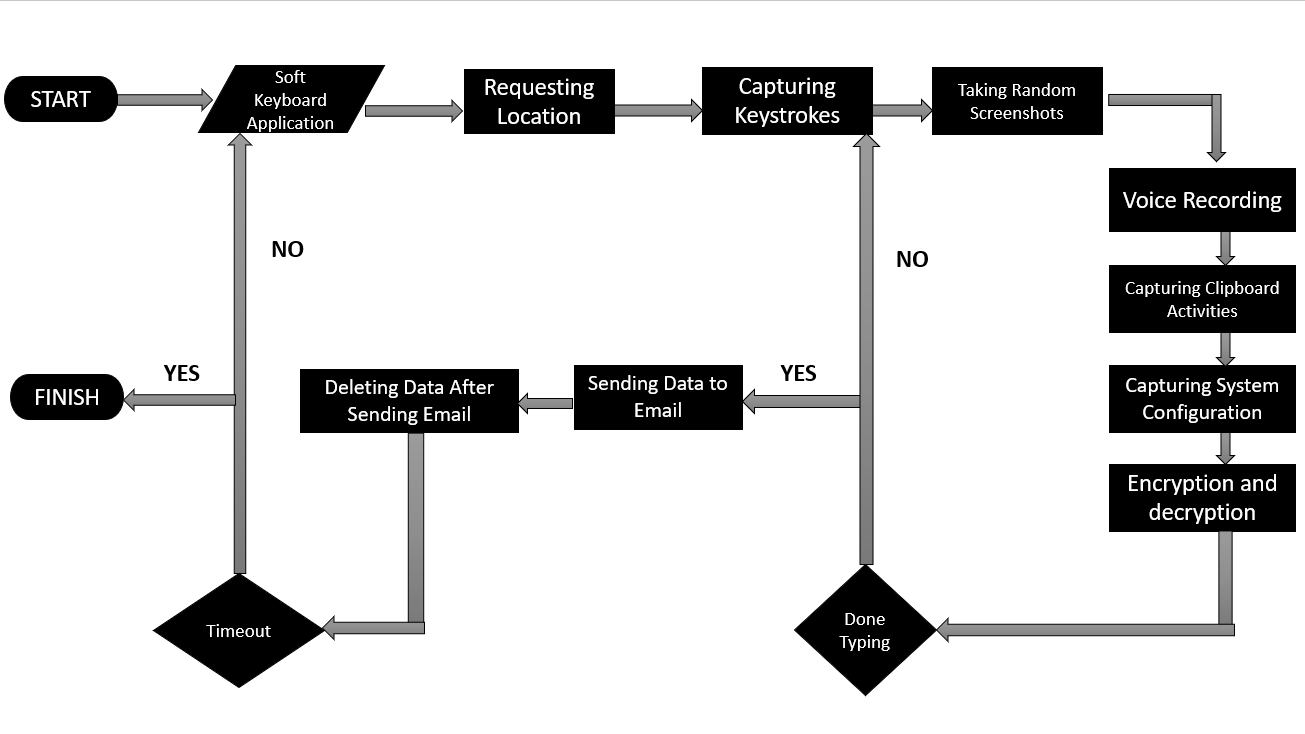 START
Soft
Keyboard
Application
Requesting
Location
Capturing
Keystrokes
Taking Random
Screenshots
Voice Recording
Capturing Clipboard
Activities
Capturing System
Configuration
Encryption and
decryption
Done
Typing
NO
YES
Sending Data to
Email
Deleting Data After
Sending Email
Timeout
NO
YES
FINISH